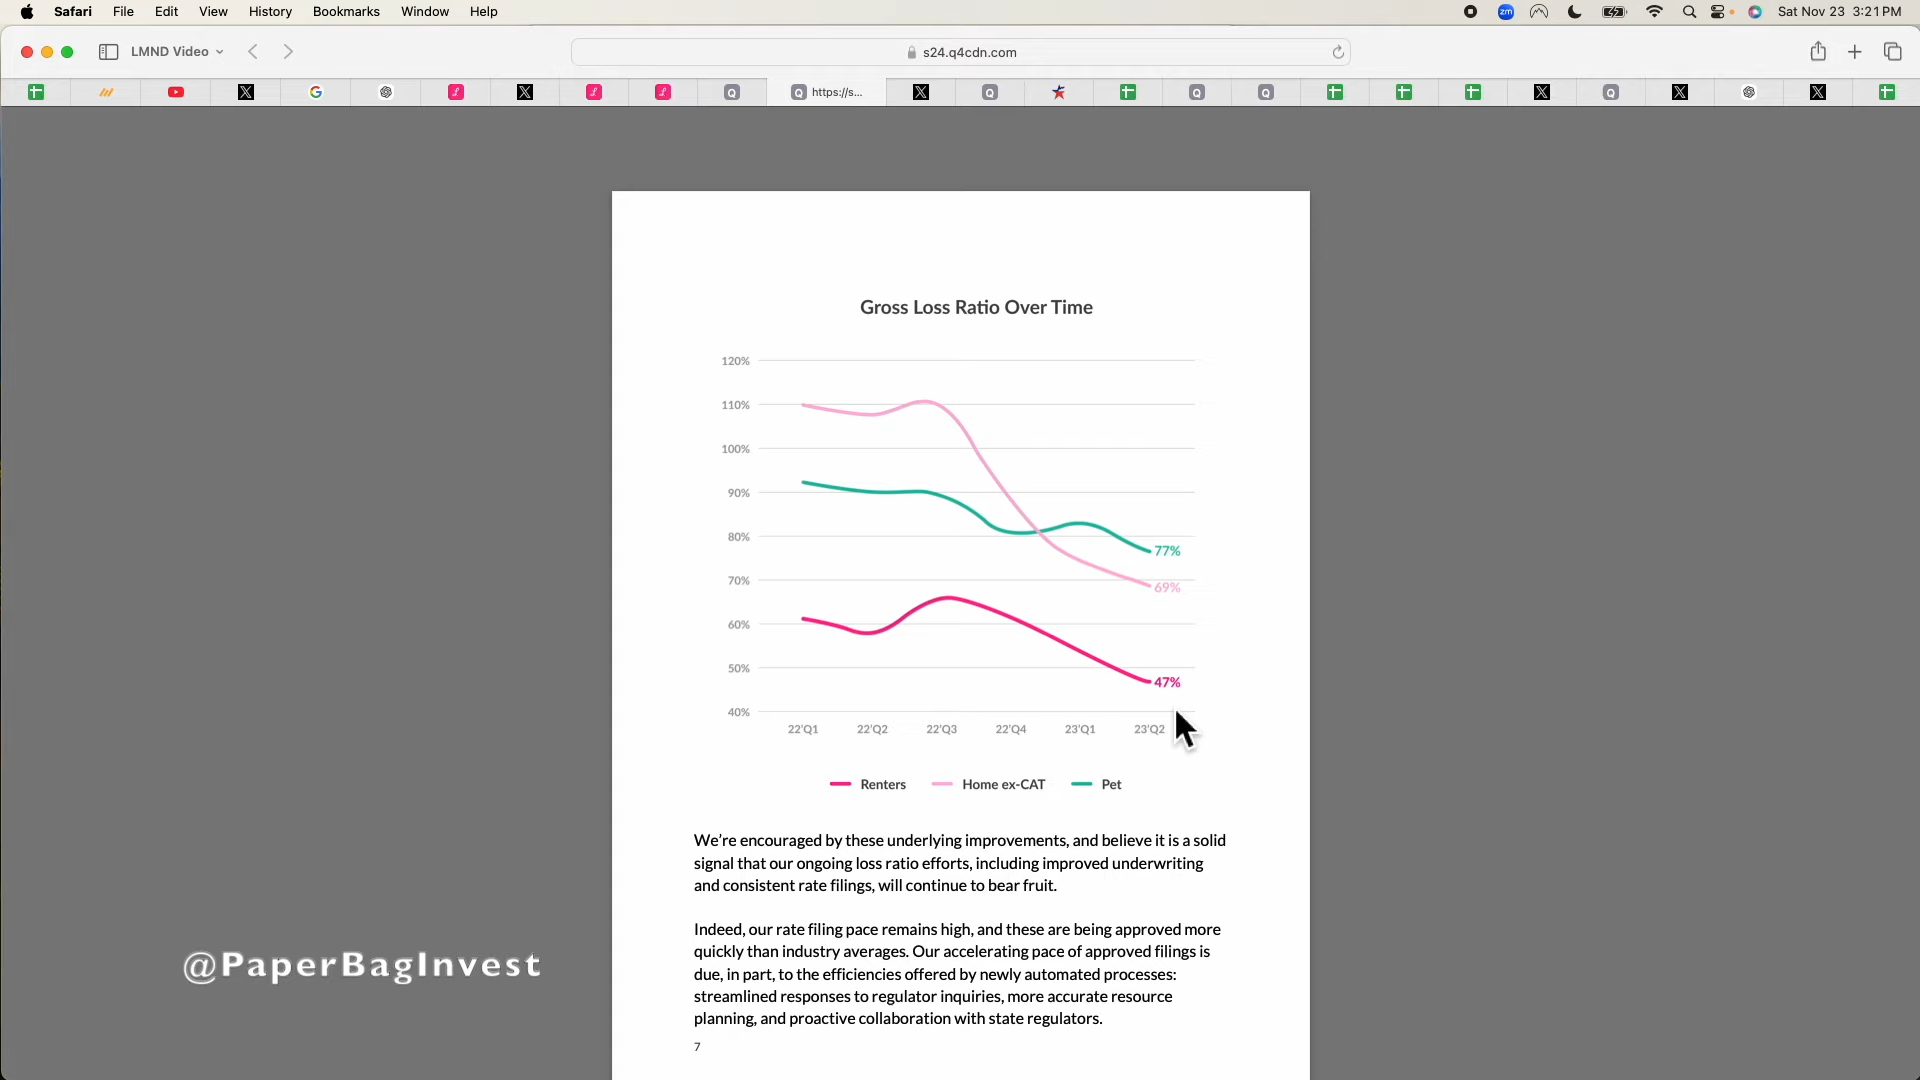 Safari File Edit View History Bookmarks Window Help
zm
Sat Nov 23 3:21 PM
LMND Video
s24.q4cdn.com
https://s...
Gross Loss Ratio Over Time
120%
110%
100%
90%
80%
70%
60%
50%
40%
77%
69%
47%
22'Q1 22'Q2 22'Q3 22'Q4 23'Q1 23'Q2
Renters Home ex-CAT Pet
We're encouraged by these underlying improvements, and believe it is a solid
signal that our ongoing loss ratio efforts, including improved underwriting
and consistent rate filings, will continue to bear fruit.
Indeed, our rate filing pace remains high, and these are being approved more
quickly than industry averages. Our accelerating pace of approved filings is
due, in part, to the efficiencies offered by newly automated processes:
streamlined responses to regulator inquiries, more accurate resource
planning, and proactive collaboration with state regulators.
7
@PaperBagInvest